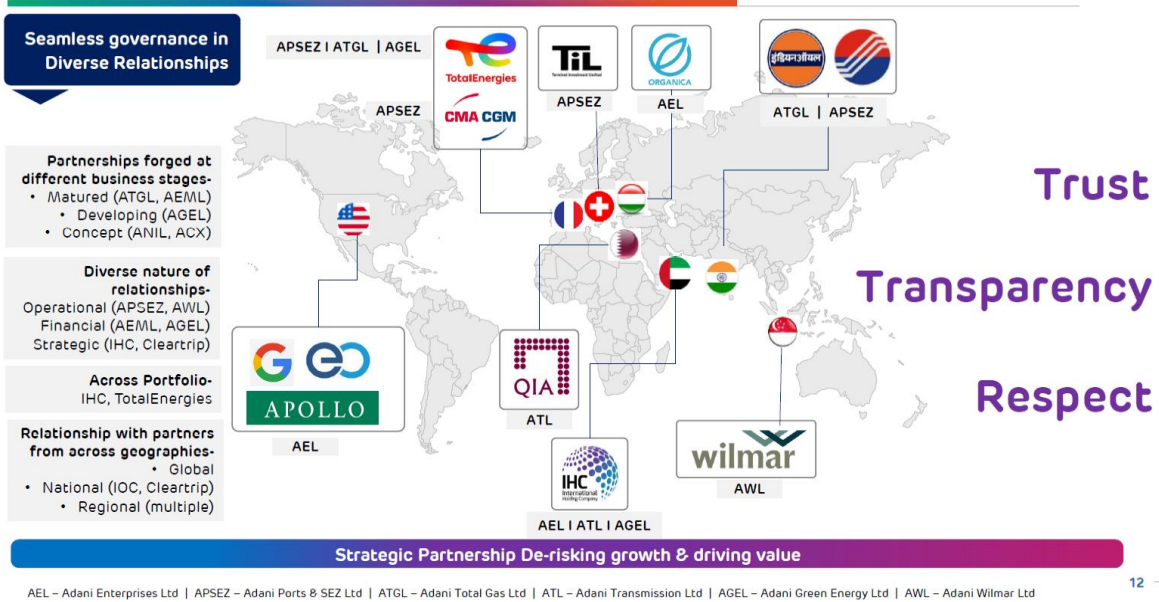 Seamless governance in
Diverse Relationships
Partnerships forged at
different business stages-
• Matured (ATGL, AEML)
• Developing (AGEL)
• Concept (ANIL, ACX)
Diverse nature of
relationships-
Operational (APSEZ, AWL)
Financial (AEML, AGEL)
Strategic (IHC, Cleartrip)
Across Portfolio-
IHC, TotalEnergies
Relationship with partners
from across geographies-
• Global
• National (IOC, Cleartrip)
• Regional (multiple)
APSEZ I ATGL | AGEL
TotalEnergies
APSEZ
CMA CGM
TiL
Terminal Investment Limited
APSEZ
ORGANICA
AEL
इंडियनऑयल
ATGL | APSEZ
G
APOLLO
AEL
QIA
ATL
IHC
International
Holding Company
AEL I ATL I AGEL
wilmar
AWL
Trust
Transparency
Respect
Strategic Partnership De-risking growth & driving value
12
AEL – Adani Enterprises Ltd | APSEZ – Adani Ports & SEZ Ltd | ATGL – Adani Total Gas Ltd | ATL – Adani Transmission Ltd | AGEL – Adani Green Energy Ltd | AWL – Adani Wilmar Ltd